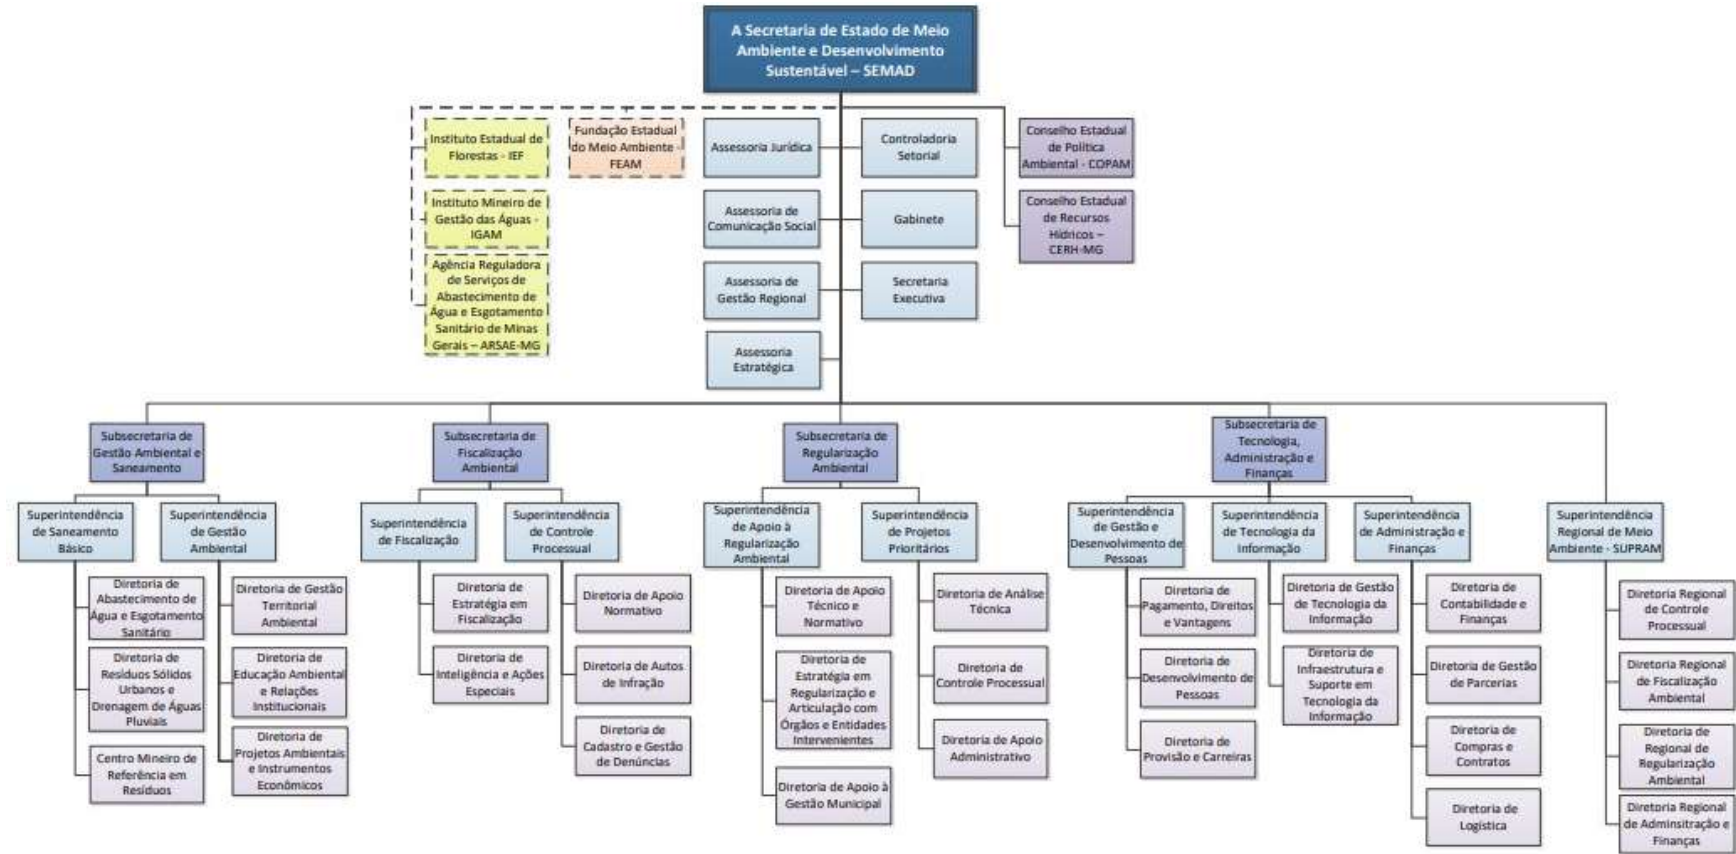 A Secretaria de Estado de Meio
Ambiente e Desenvolvimento
Sustentável – SEMAD
Instituto Estadual de
Florestas - IEF
Fundação Estadual
do Meio Ambiente -
FEAM
Assessoria Jurídica
Controladoria
Setorial
Conselho Estadual
de Política
Ambiental - COPAM
Instituto Mineiro de
Gestão das Águas -
IGAM
Assessoria de
Comunicação Social
Gabinete
Conselho Estadual
de Recursos
Hídricos –
CERH-MG
Agência Reguladora
de Serviços de
Abastecimento de
Água e Esgotamento
Sanitário de Minas
Gerais – ARSAE-MG
Assessoria de
Gestão Regional
Secretaria
Executiva
Assessoria
Estratégica
Subsecretaria de
Gestão Ambiental e
Saneamento
Subsecretaria de
Fiscalização
Ambiental
Subsecretaria de
Regularização
Ambiental
Subsecretaria de
Tecnologia,
Administração e
Finanças
Superintendência
de Saneamento
Básico
Superintendência
de Gestão
Ambiental
Superintendência
de Fiscalização
Superintendência
de Controle
Processual
Superintendência
de Apoio à
Regularização
Ambiental
Superintendência
de Projetos
Prioritários
Superintendência
de Gestão e
Desenvolvimento de
Pessoas
Superintendência
de Tecnologia da
Informação
Superintendência
de Administração e
Finanças
Superintendência
Regional de Meio
Ambiente - SUPRAM
Diretoria de
Abastecimento de
Água e Esgotamento
Sanitário
Diretoria de Gestão
Territorial
Ambiental
Diretoria de
Estratégia em
Fiscalização
Diretoria de Apoio
Normativo
Diretoria de Apoio
Técnico e
Normativo
Diretoria de Análise
Técnica
Diretoria de
Pagamento, Direitos
e Vantagens
Diretoria de Gestão
de Tecnologia da
Informação
Diretoria de
Contabilidade e
Finanças
Diretoria Regional
de Controle
Processual
Diretoria de
Resíduos Sólidos
Urbanos e
Drenagem de Águas
Pluviais
Diretoria de
Educação Ambiental
e Relações
Institucionais
Diretoria de
Inteligência e Ações
Especiais
Diretoria de Autos
de Infração
Diretoria de
Estratégia em
Regularização e
Articulação com
Órgãos e Entidades
Intervenientes
Diretoria de
Controle Processual
Diretoria de
Desenvolvimento de
Pessoas
Diretoria de
Infraestrutura e
Suporte em
Tecnologia da
Informação
Diretoria de Gestão
de Parcerias
Diretoria Regional
de Fiscalização
Ambiental
Centro Mineiro de
Referência em
Resíduos
Diretoria de
Projetos Ambientais
e Instrumentos
Econômicos
Diretoria de
Cadastro e Gestão
de Denúncias
Diretoria de Apoio à
Gestão Municipal
Diretoria de Apoio
Administrativo
Diretoria de
Provisão e Carreiras
Diretoria de
Compras e
Contratos
Diretoria de
Regional de
Regularização
Ambiental
Diretoria de
Logística
Diretoria Regional
de Adminsitração e
Finanças